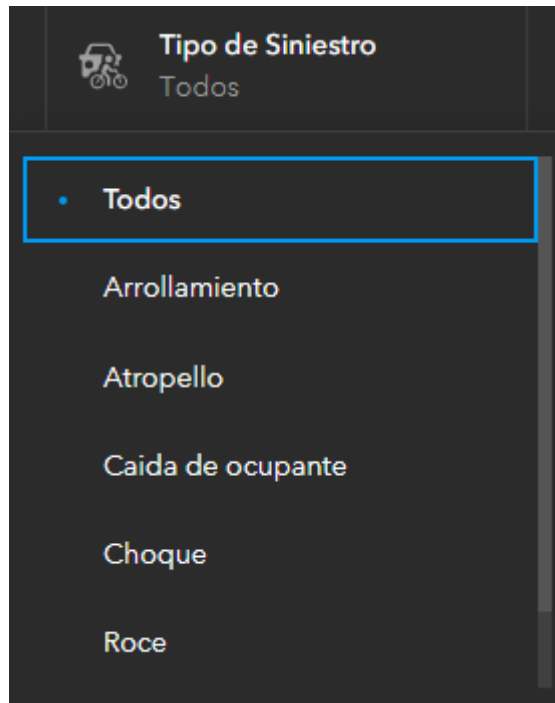 Tipo de Siniestro
Todos
Todos
Arrollamiento
Atropello
Caida de ocupante
Choque
Roce